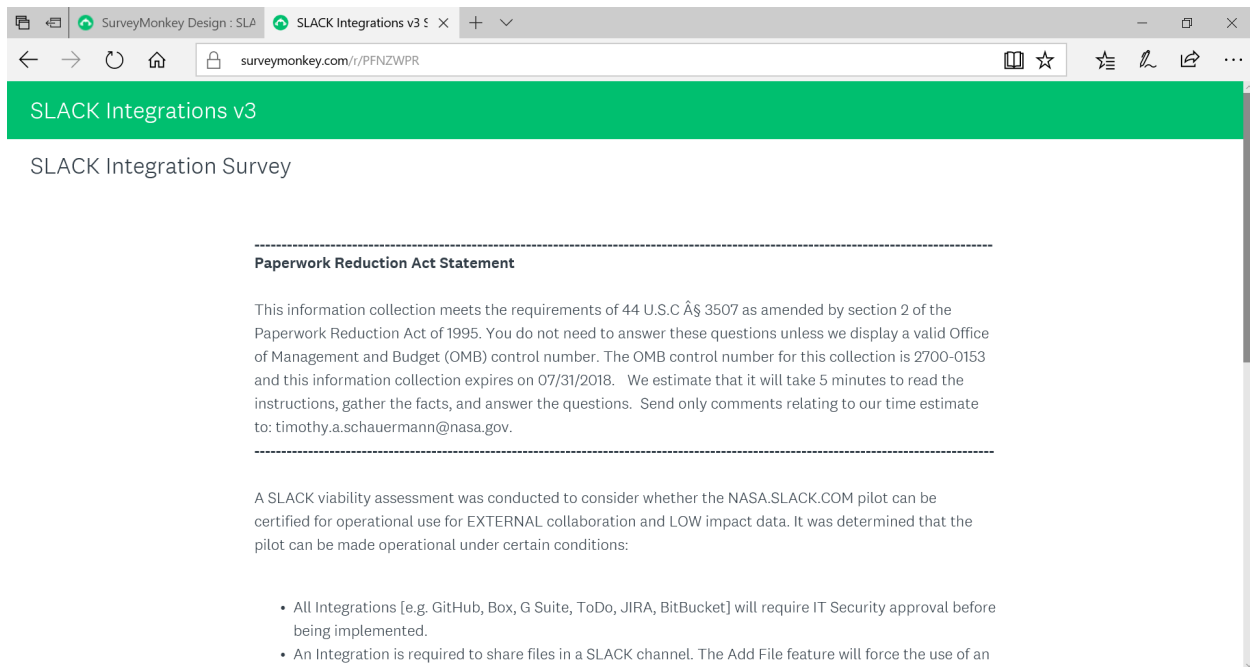 SurveyMonkey Design : SLA
SLACK Integrations v3 S
surveymonkey.com/r/PFNZWPR
SLACK Integrations v3
SLACK Integration Survey
--------------------------------------------------------------------------------------------------------------------------------------------
Paperwork Reduction Act Statement
This information collection meets the requirements of 44 U.S.C Â§ 3507 as amended by section 2 of the
Paperwork Reduction Act of 1995. You do not need to answer these questions unless we display a valid Office
of Management and Budget (OMB) control number. The OMB control number for this collection is 2700-0153
and this information collection expires on 07/31/2018.   We estimate that it will take 5 minutes to read the
instructions, gather the facts, and answer the questions.  Send only comments relating to our time estimate
to: timothy.a.schauermann@nasa.gov.
--------------------------------------------------------------------------------------------------------------------------------------------
A SLACK viability assessment was conducted to consider whether the NASA.SLACK.COM pilot can be
certified for operational use for EXTERNAL collaboration and LOW impact data. It was determined that the
pilot can be made operational under certain conditions:
• All Integrations [e.g. GitHub, Box, G Suite, ToDo, JIRA, BitBucket] will require IT Security approval before
being implemented.
• An Integration is required to share files in a SLACK channel. The Add File feature will force the use of an